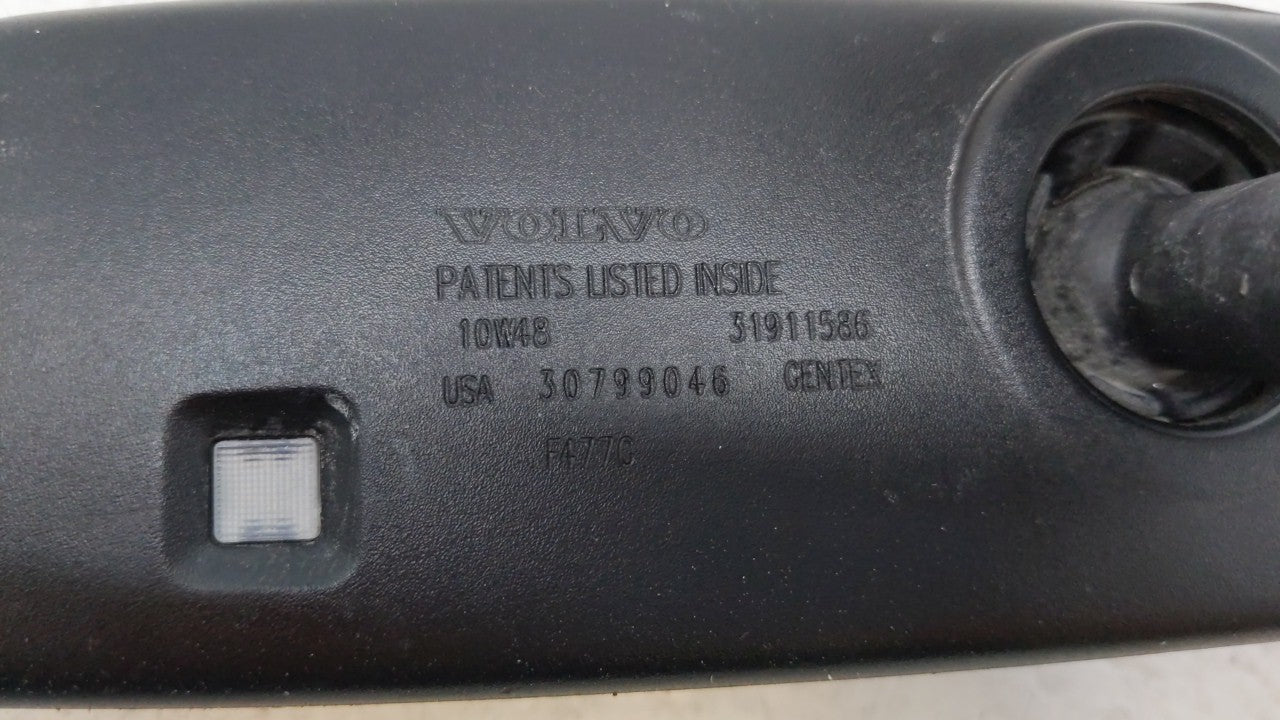 VOLVO
PATENTS LISTED INSIDE
10W48 31911586
USA 30799046 GENTEX
F477C